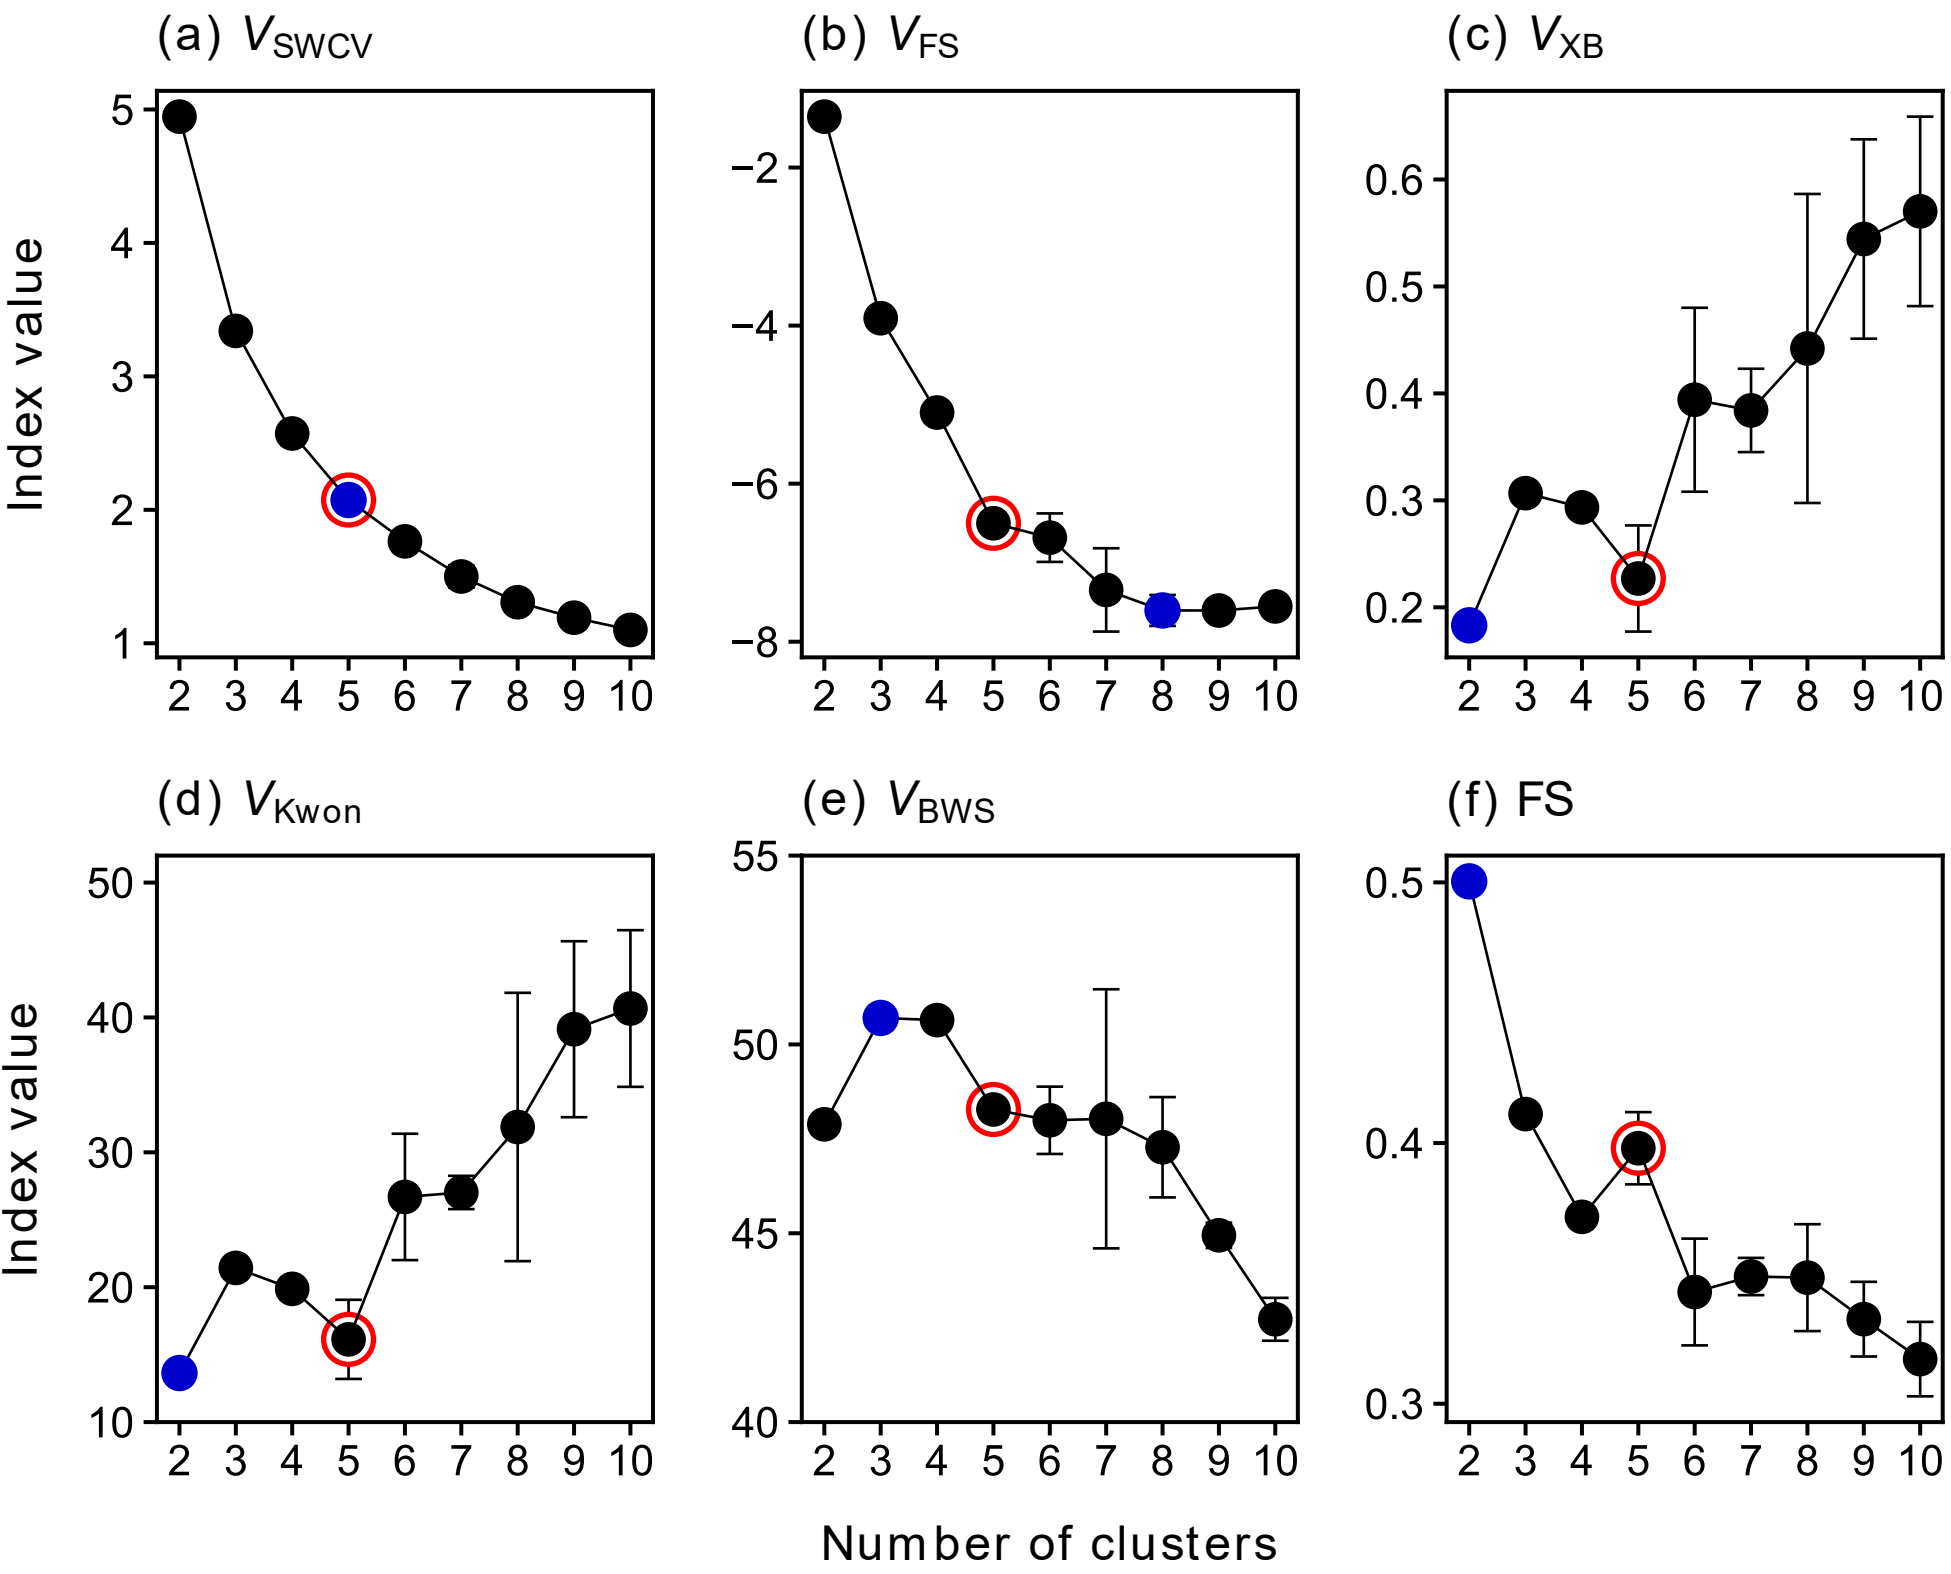 (a) VSWCV
(b) VFS
(c) VXB
Index value
5
4
3
2
1
2 3 4 5 6 7 8 9 10
−2
−4
−6
−8
2 3 4 5 6 7 8 9 10
0.6
0.5
0.4
0.3
0.2
2 3 4 5 6 7 8 9 10
(d) VKwon
(e) VBWS
(f) FS
Index value
50
40
30
20
10
2 3 4 5 6 7 8 9 10
55
50
45
40
2 3 4 5 6 7 8 9 10
0.5
0.4
0.3
2 3 4 5 6 7 8 9 10
Number of clusters